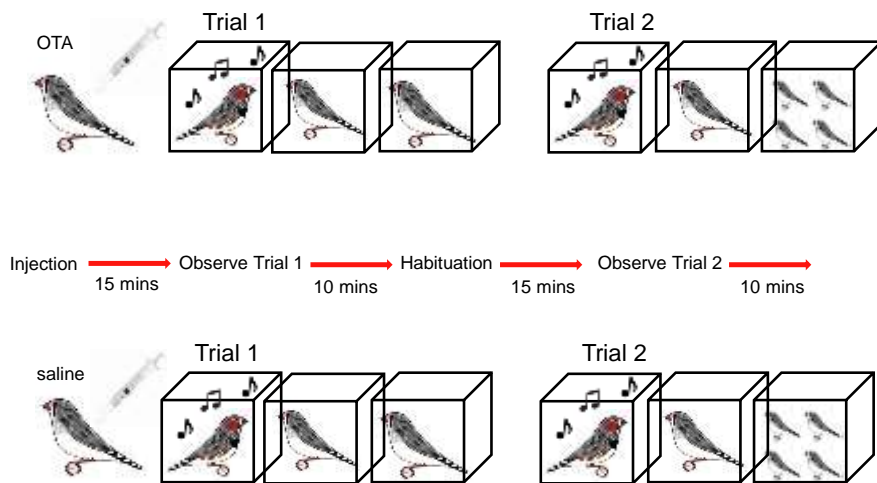 OTA
Trial 1
Trial 2
Injection
15 mins
Observe Trial 1
10 mins
Habituation
15 mins
Observe Trial 2
10 mins
saline
Trial 1
Trial 2